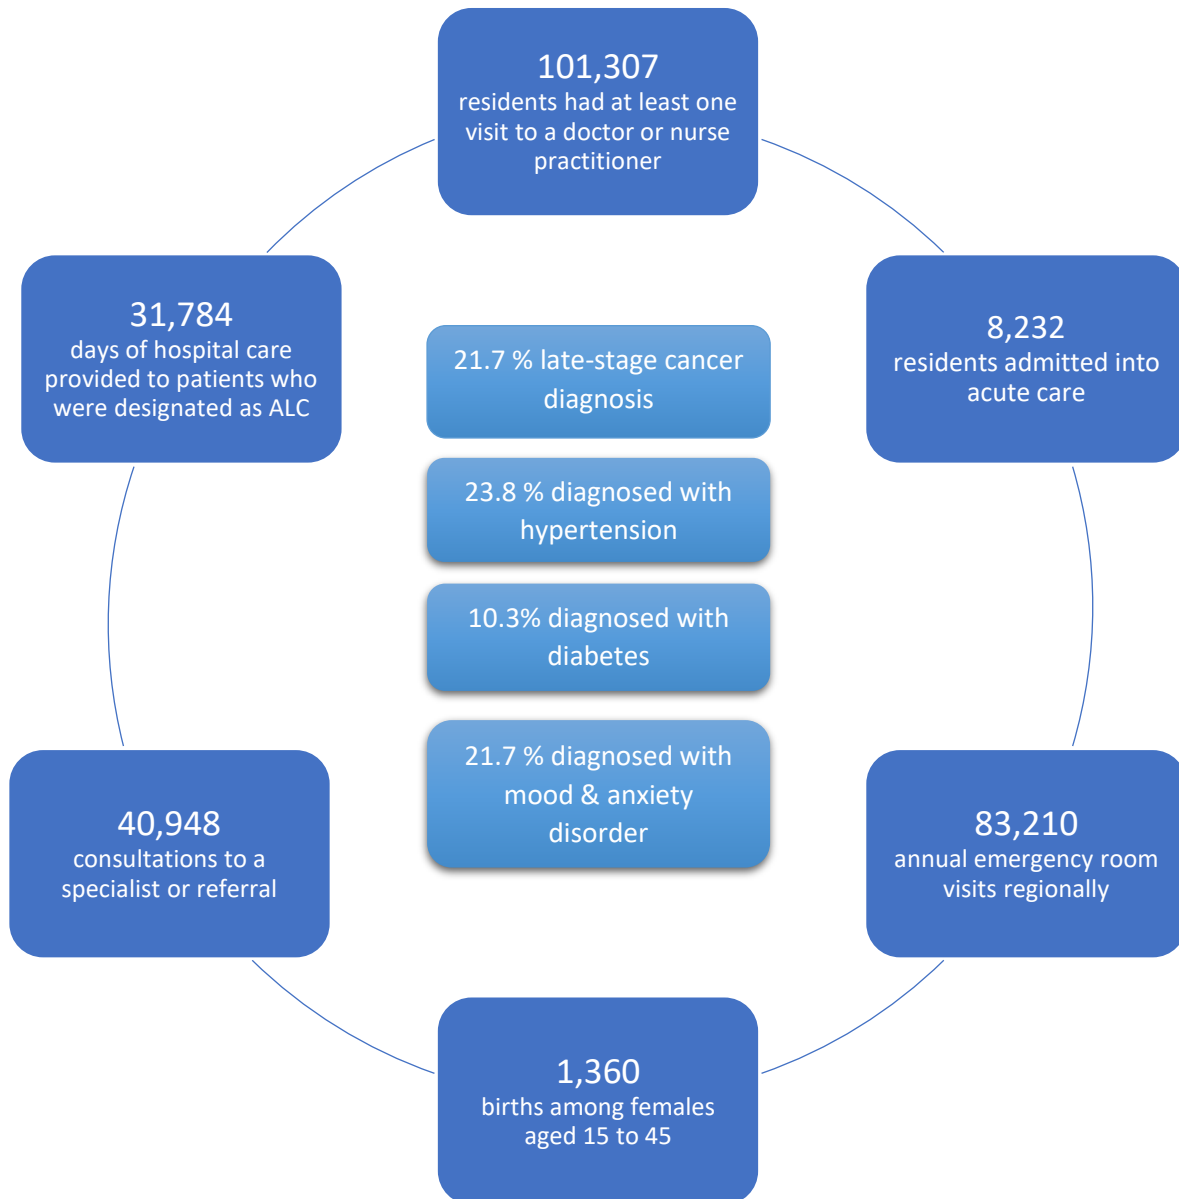 101,307
residents had at least one
visit to a doctor or nurse
practitioner
31,784
days of hospital care
provided to patients who
were designated as ALC
21.7 % late-stage cancer
diagnosis
8,232
residents admitted into
acute care
23.8 % diagnosed with
hypertension
10.3% diagnosed with
diabetes
21.7 % diagnosed with
mood & anxiety
disorder
40,948
consultations to a
specialist or referral
83,210
annual emergency room
visits regionally
1,360
births among females
aged 15 to 45